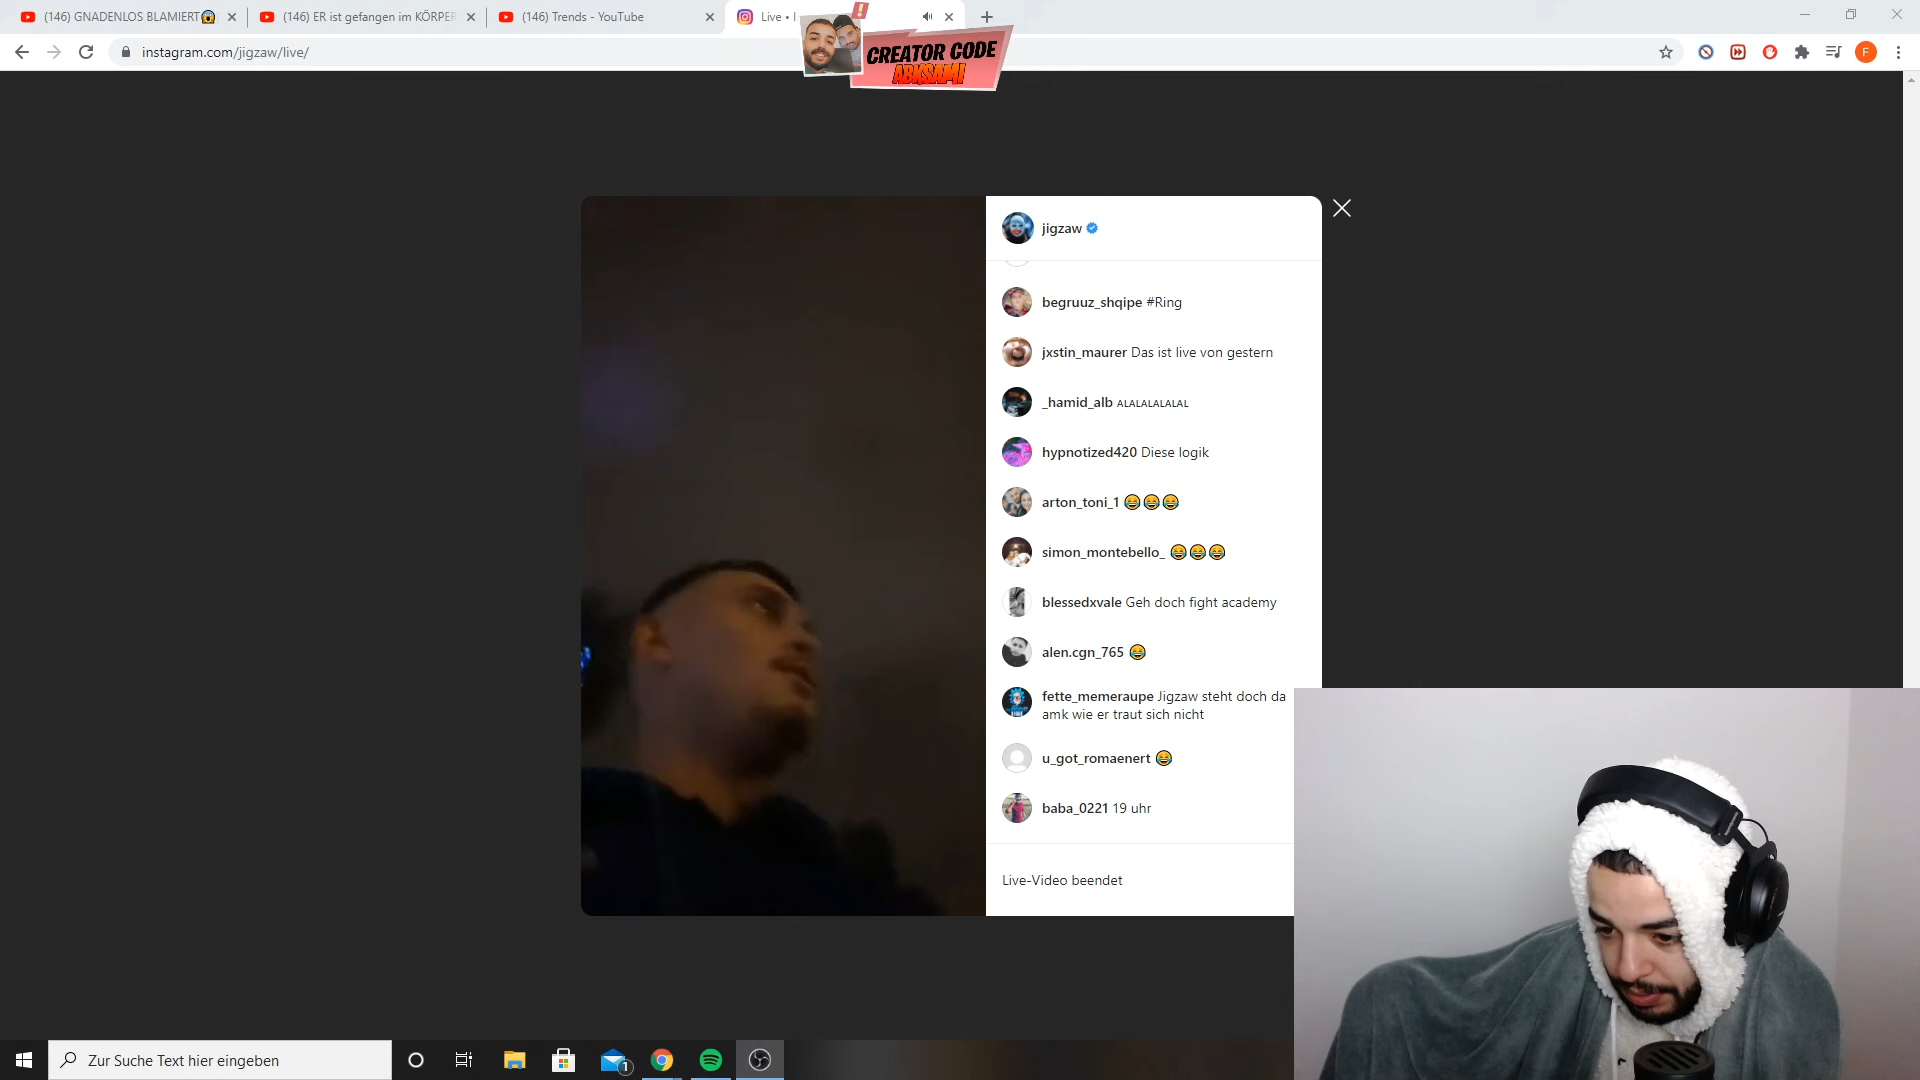 (146) GNADENLOS BLAMIERT😱
(146) ER ist gefangen im KÖRPER
(146) Trends - YouTube
Live •
instagram.com/jigzaw/live/
F
!
CREATOR CODE
ABKSAMI
jigzaw
begruuz_shqipe #Ring
jxstin_maurer Das ist live von gestern
_hamid_alb ᴀʟᴀʟᴀʟᴀʟᴀʟ
hypnotized420 Diese logik
arton_toni_1 😂😂😂
simon_montebello_ 😂😂😂
blessedxvale Geh doch fight academy
alen.cgn_765 😂
fette_memeraupe Jigzaw steht doch da
amk wie er traut sich nicht
u_got_romaenert 😂
baba_0221 19 uhr
Live-Video beendet
Zur Suche Text hier eingeben
1